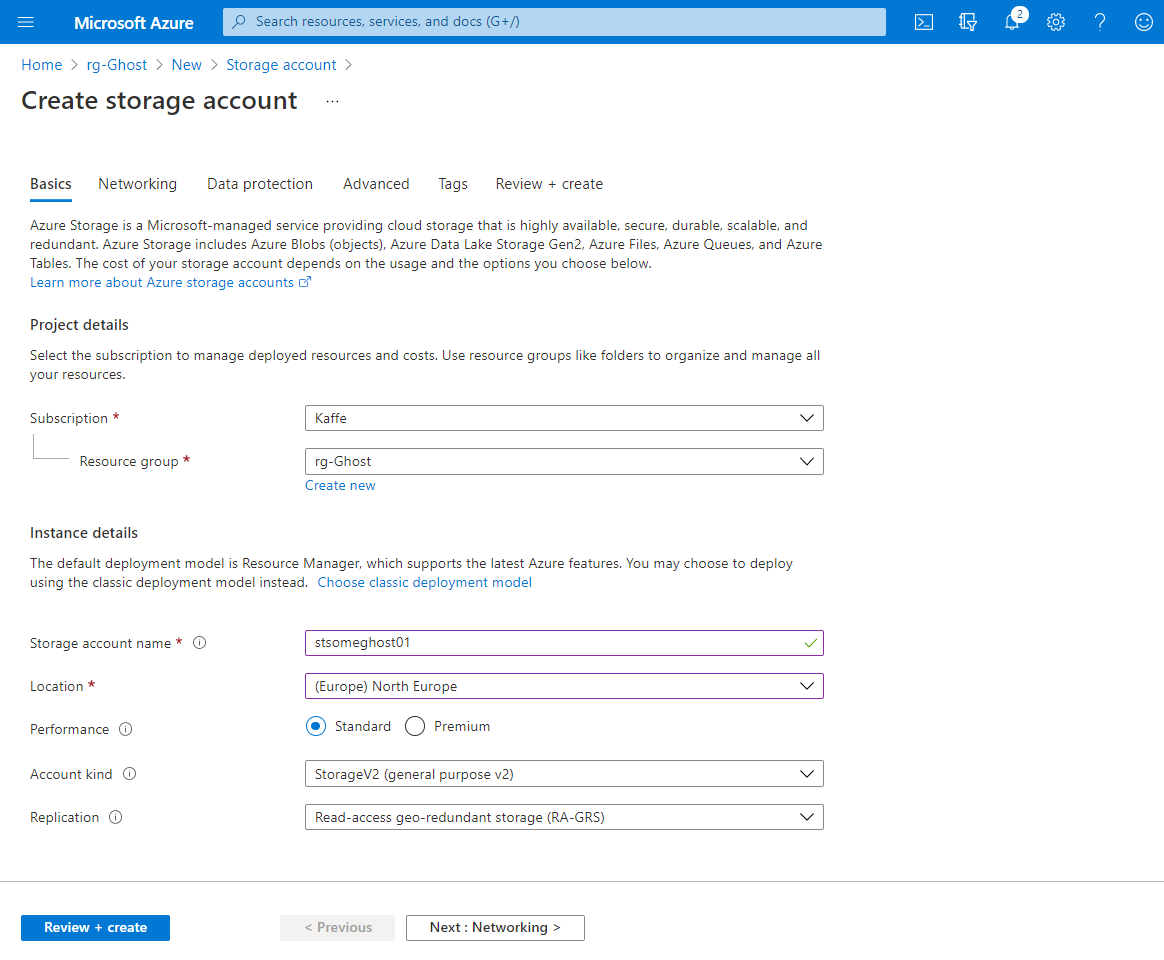 Microsoft Azure
Search resources, services, and docs (G+/)
2
Home > rg-Ghost > New > Storage account >
Create storage account ...
Basics Networking Data protection Advanced Tags Review + create
Azure Storage is a Microsoft-managed service providing cloud storage that is highly available, secure, durable, scalable, and
redundant. Azure Storage includes Azure Blobs (objects), Azure Data Lake Storage Gen2, Azure Files, Azure Queues, and Azure
Tables. The cost of your storage account depends on the usage and the options you choose below.
Learn more about Azure storage accounts
Project details
Select the subscription to manage deployed resources and costs. Use resource groups like folders to organize and manage all
your resources.
Subscription *
Kaffe
Resource group *
rg-Ghost
Create new
Instance details
The default deployment model is Resource Manager, which supports the latest Azure features. You may choose to deploy
using the classic deployment model instead. Choose classic deployment model
Storage account name *
stsomeghost01
Location *
(Europe) North Europe
Performance
Standard Premium
Account kind
StorageV2 (general purpose v2)
Replication
Read-access geo-redundant storage (RA-GRS)
Review + create
< Previous
Next : Networking >